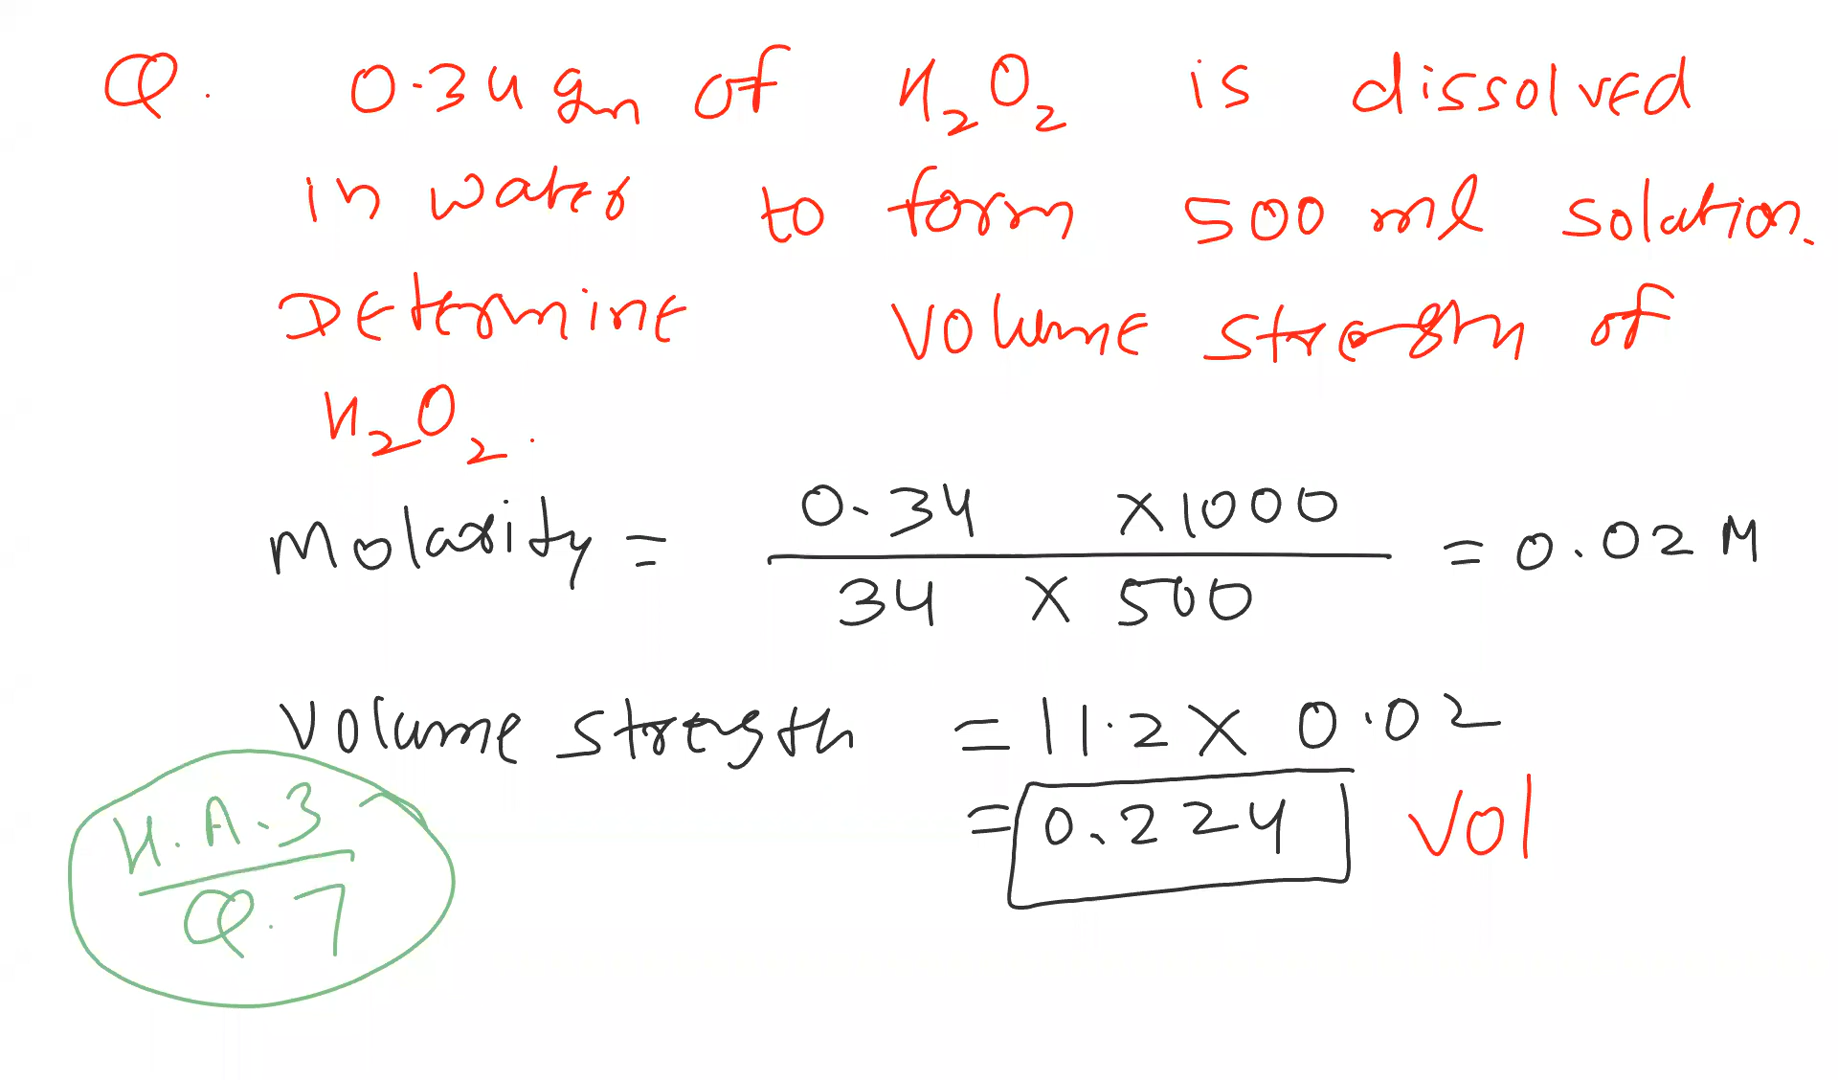 Q. 0.34 gm of H₂O₂ is dissolved
in water to form 500 ml solution.
Determine volume strength of
H₂O₂.
Molarity = 0.34 × 1000 / 34 × 500 = 0.02 M
Volume strength = 11.2 × 0.02
= 0.224 Vol
H.A.3
Q.7